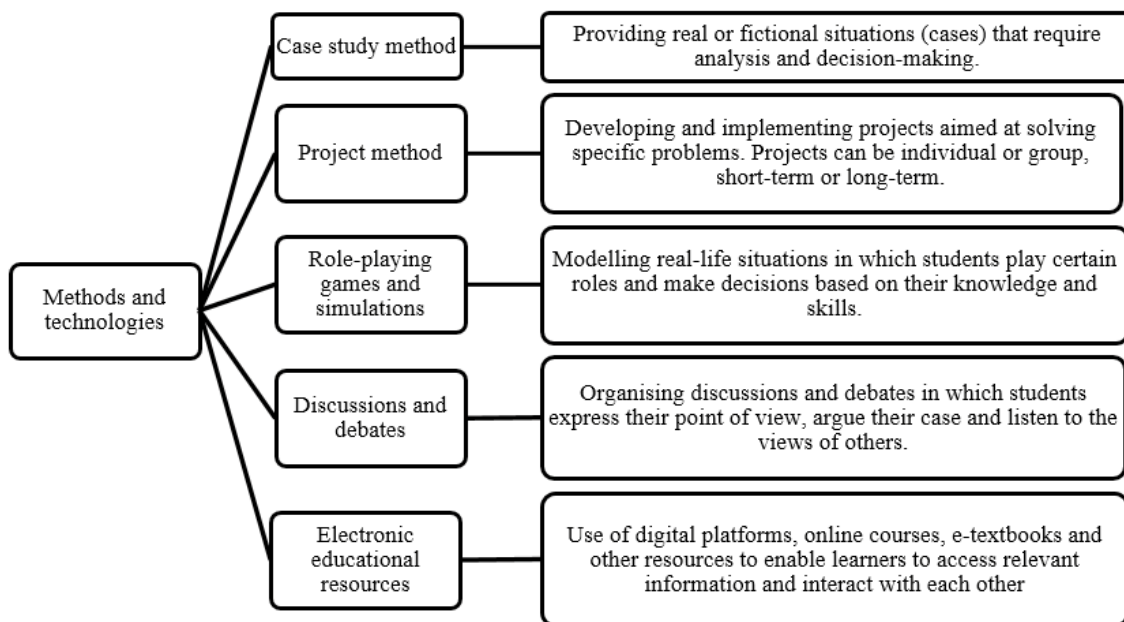 Case study method
Providing real or fictional situations (cases) that require
analysis and decision-making.
Project method
Developing and implementing projects aimed at solving
specific problems. Projects can be individual or group,
short-term or long-term.
Methods and
technologies
Role-playing
games and
simulations
Modelling real-life situations in which students play certain
roles and make decisions based on their knowledge and
skills.
Discussions and
debates
Organising discussions and debates in which students
express their point of view, argue their case and listen to the
views of others.
Electronic
educational
resources
Use of digital platforms, online courses, e-textbooks and
other resources to enable learners to access relevant
information and interact with each other